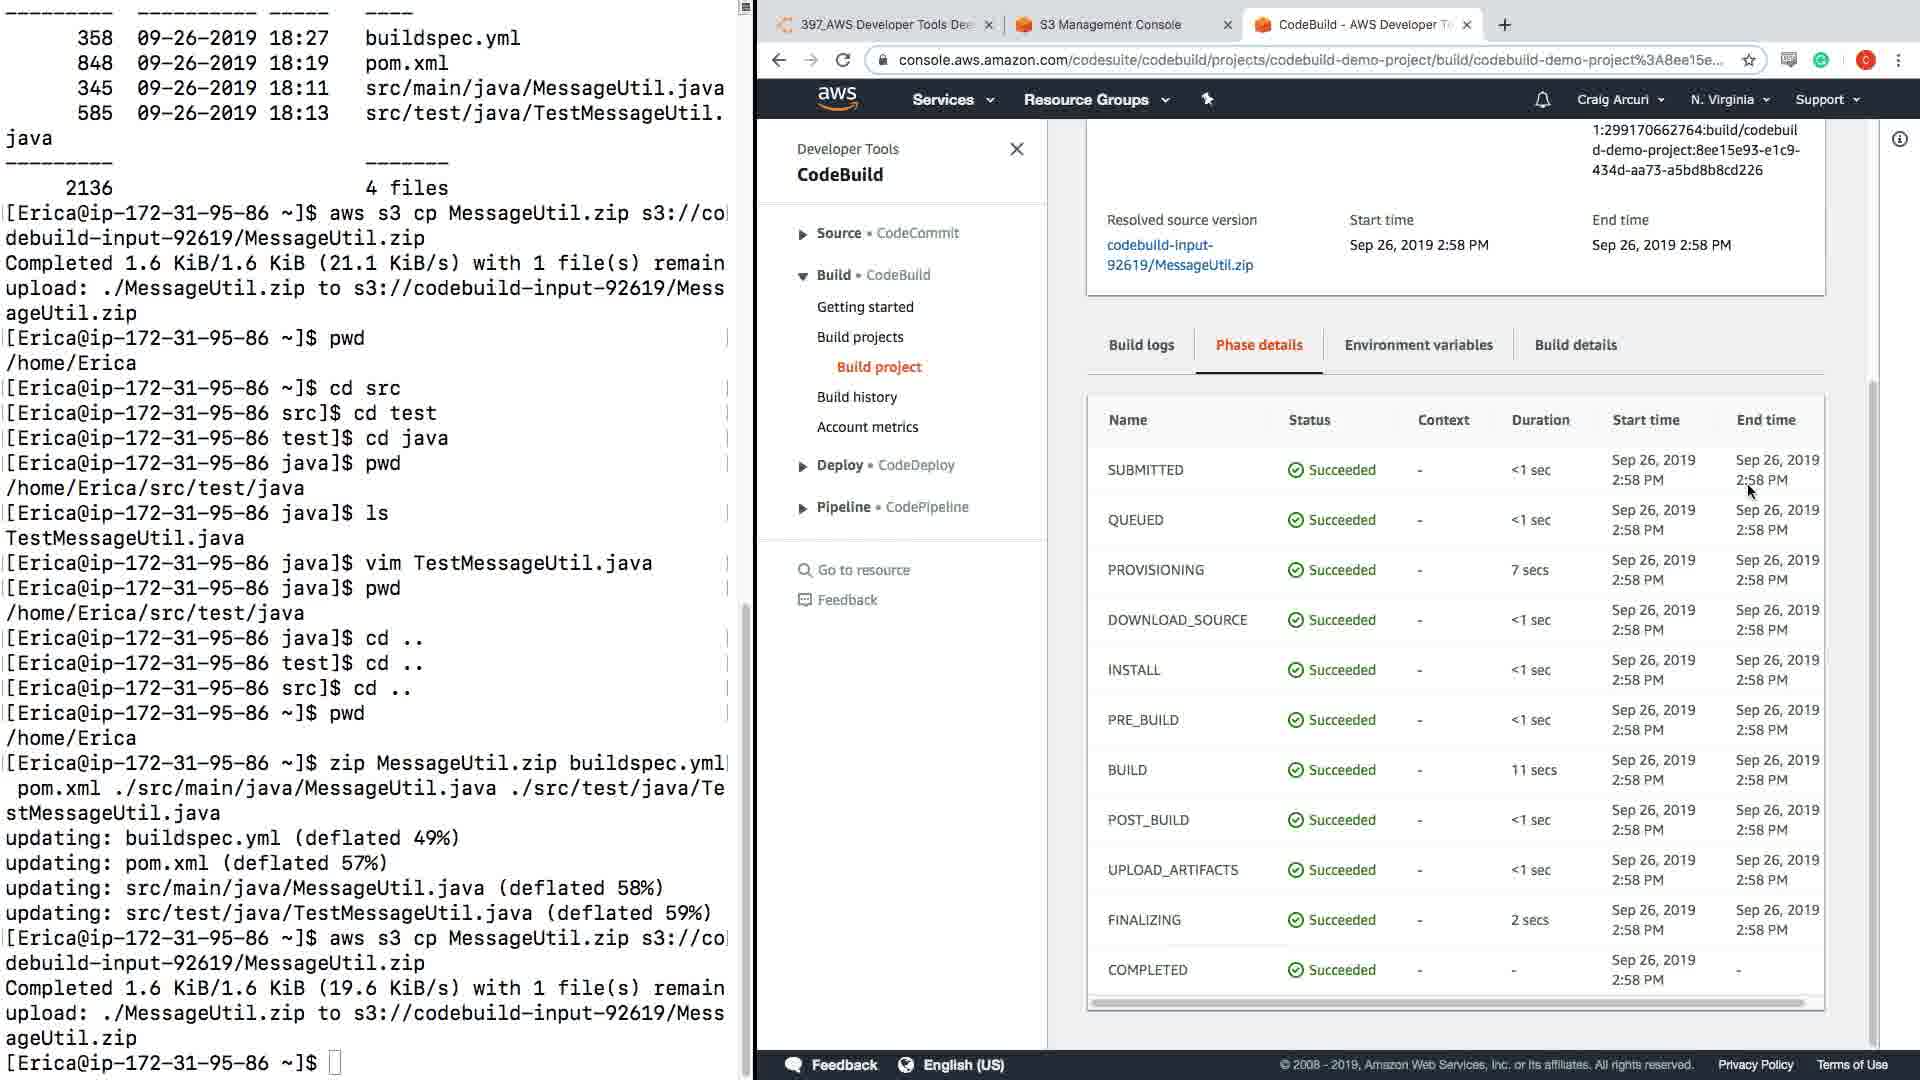 358 09-26-2019 18:27 buildspec.yml
848 09-26-2019 18:19 pom.xml
345 09-26-2019 18:11 src/main/java/MessageUtil.java
585 09-26-2019 18:13 src/test/java/TestMessageUtil.
java
--------- -------
2136 4 files
[Erica@ip-172-31-95-86 ~]$ aws s3 cp MessageUtil.zip s3://co
debuild-input-92619/MessageUtil.zip
Completed 1.6 KiB/1.6 KiB (21.1 KiB/s) with 1 file(s) remain
upload: ./MessageUtil.zip to s3://codebuild-input-92619/Mess
ageUtil.zip
[Erica@ip-172-31-95-86 ~]$ pwd
/home/Erica
[Erica@ip-172-31-95-86 ~]$ cd src
[Erica@ip-172-31-95-86 src]$ cd test
[Erica@ip-172-31-95-86 test]$ cd java
[Erica@ip-172-31-95-86 java]$ pwd
/home/Erica/src/test/java
[Erica@ip-172-31-95-86 java]$ ls
TestMessageUtil.java
[Erica@ip-172-31-95-86 java]$ vim TestMessageUtil.java
[Erica@ip-172-31-95-86 java]$ pwd
/home/Erica/src/test/java
[Erica@ip-172-31-95-86 java]$ cd ..
[Erica@ip-172-31-95-86 test]$ cd ..
[Erica@ip-172-31-95-86 src]$ cd ..
[Erica@ip-172-31-95-86 ~]$ pwd
/home/Erica
[Erica@ip-172-31-95-86 ~]$ zip MessageUtil.zip buildspec.yml
pom.xml ./src/main/java/MessageUtil.java ./src/test/java/Te
stMessageUtil.java
updating: buildspec.yml (deflated 49%)
updating: pom.xml (deflated 57%)
updating: src/main/java/MessageUtil.java (deflated 58%)
updating: src/test/java/TestMessageUtil.java (deflated 59%)
[Erica@ip-172-31-95-86 ~]$ aws s3 cp MessageUtil.zip s3://co
debuild-input-92619/MessageUtil.zip
Completed 1.6 KiB/1.6 KiB (19.6 KiB/s) with 1 file(s) remain
upload: ./MessageUtil.zip to s3://codebuild-input-92619/Mess
ageUtil.zip
[Erica@ip-172-31-95-86 ~]$
397_AWS Developer Tools Dee S3 Management Console CodeBuild - AWS Developer To
console.aws.amazon.com/codesuite/codebuild/projects/codebuild-demo-project/build/codebuild-demo-project%3A8ee15e...
aws Services Resource Groups Craig Arcuri N. Virginia Support
Developer Tools
CodeBuild
Source • CodeCommit
Build • CodeBuild
Getting started
Build projects
Build project
Build history
Account metrics
Deploy • CodeDeploy
Pipeline • CodePipeline
Go to resource
Feedback
1:299170662764:build/codebuil
d-demo-project:8ee15e93-e1c9-
434d-aa73-a5bd8b8cd226
Resolved source version Start time End time
codebuild-input-
92619/MessageUtil.zip
Sep 26, 2019 2:58 PM Sep 26, 2019 2:58 PM
Build logs Phase details Environment variables Build details
Name Status Context Duration Start time End time
SUBMITTED Succeeded - <1 sec Sep 26, 2019 2:58 PM Sep 26, 2019 2:58 PM
QUEUED Succeeded - <1 sec Sep 26, 2019 2:58 PM Sep 26, 2019 2:58 PM
PROVISIONING Succeeded - 7 secs Sep 26, 2019 2:58 PM Sep 26, 2019 2:58 PM
DOWNLOAD_SOURCE Succeeded - <1 sec Sep 26, 2019 2:58 PM Sep 26, 2019 2:58 PM
INSTALL Succeeded - <1 sec Sep 26, 2019 2:58 PM Sep 26, 2019 2:58 PM
PRE_BUILD Succeeded - <1 sec Sep 26, 2019 2:58 PM Sep 26, 2019 2:58 PM
BUILD Succeeded - 11 secs Sep 26, 2019 2:58 PM Sep 26, 2019 2:58 PM
POST_BUILD Succeeded - <1 sec Sep 26, 2019 2:58 PM Sep 26, 2019 2:58 PM
UPLOAD_ARTIFACTS Succeeded - <1 sec Sep 26, 2019 2:58 PM Sep 26, 2019 2:58 PM
FINALIZING Succeeded - 2 secs Sep 26, 2019 2:58 PM Sep 26, 2019 2:58 PM
COMPLETED Succeeded - - Sep 26, 2019 2:58 PM -
Feedback English (US) © 2008 - 2019, Amazon Web Services, Inc. or its affiliates. All rights reserved. Privacy Policy Terms of Use